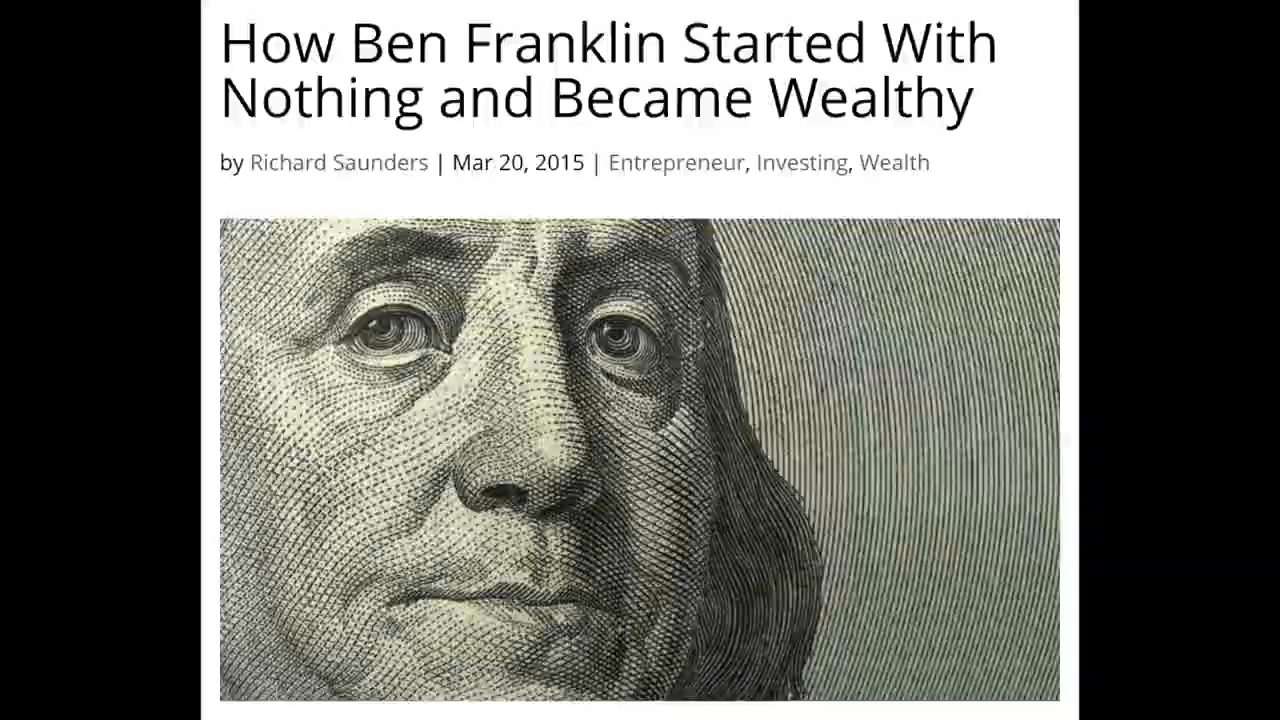 How Ben Franklin Started With
Nothing and Became Wealthy
by Richard Saunders | Mar 20, 2015 | Entrepreneur, Investing, Wealth